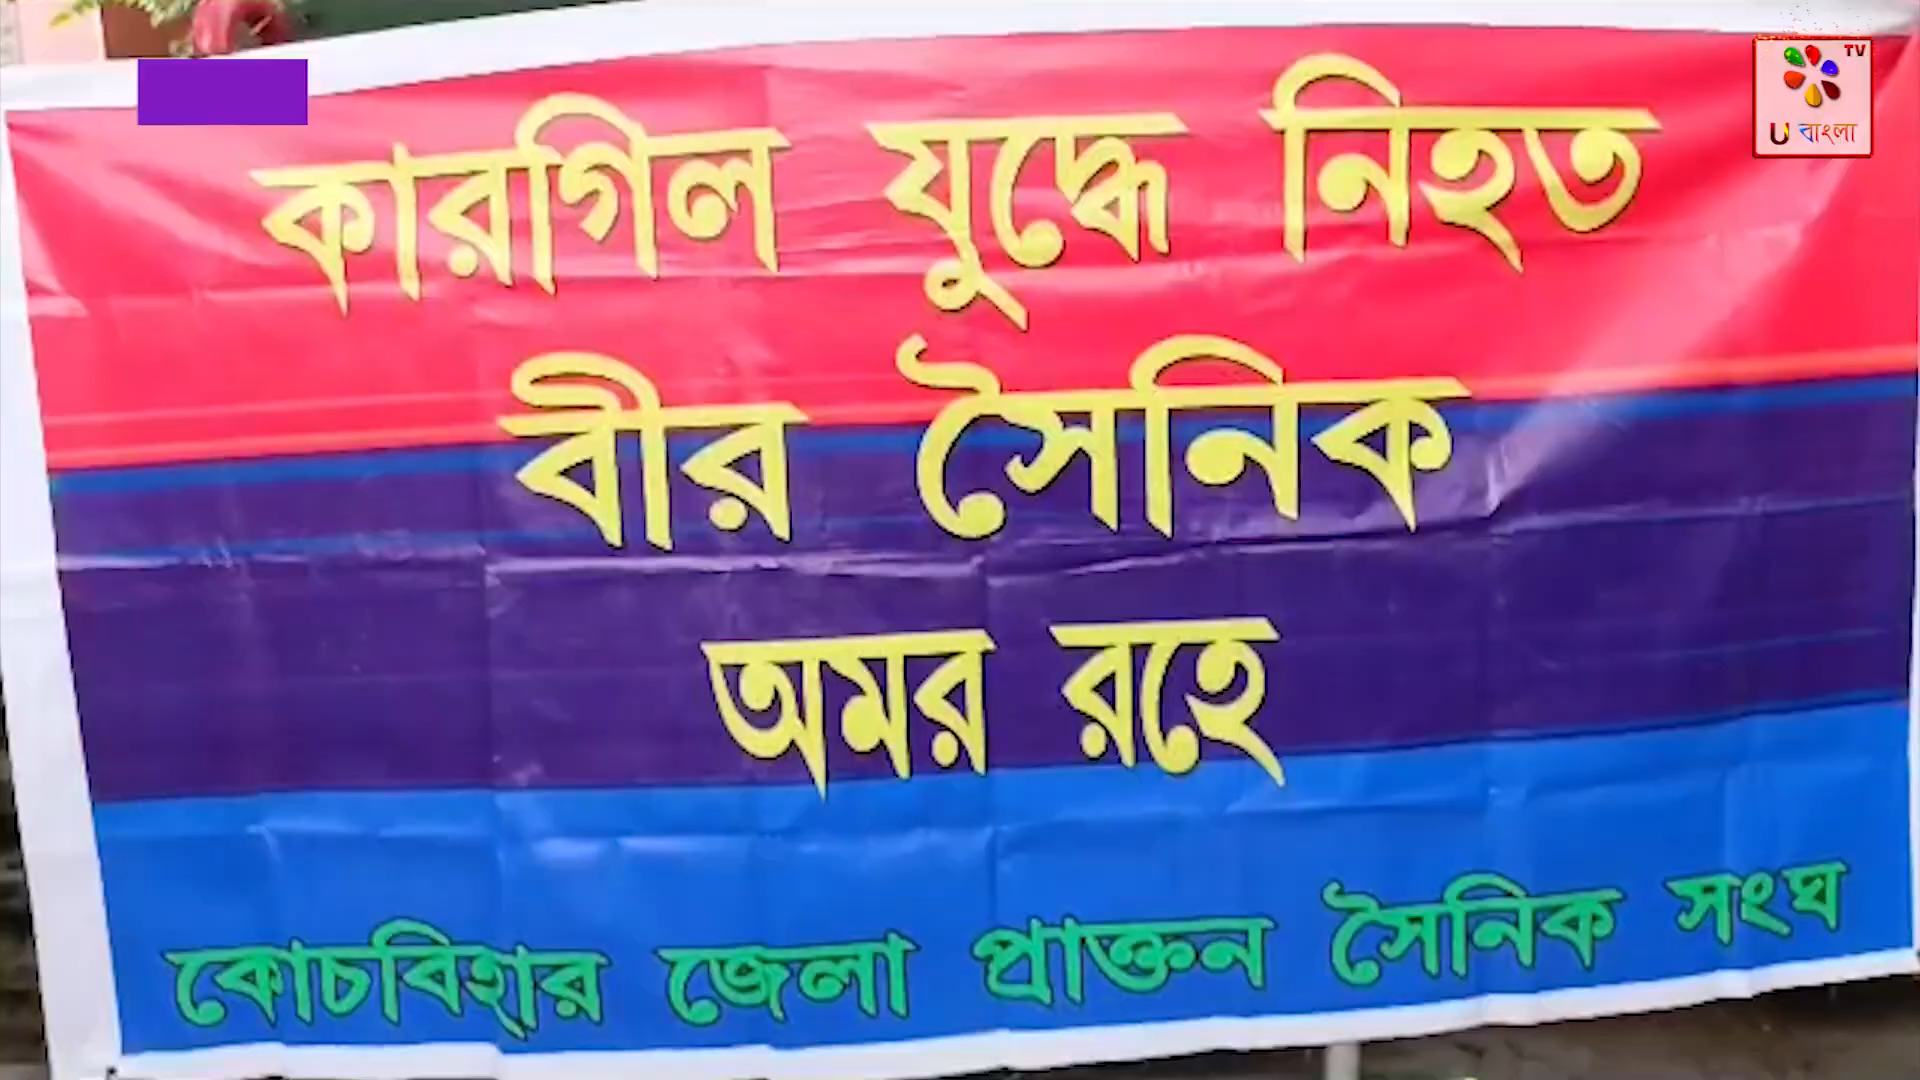 TV
U বাংলা
কারগিল যুদ্ধে নিহত
বীর সৈনিক
অমর রহে
কোচবিহার জেলা প্রাক্তন সৈনিক সংঘ